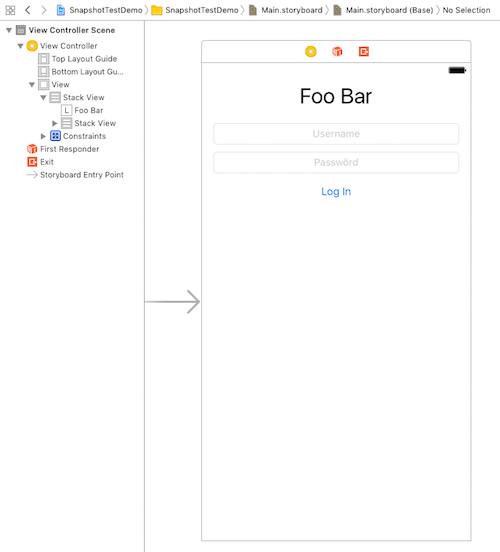 SnapshotTestDemo SnapshotTestDemo Main.storyboard Main.storyboard (Base) No Selection
View Controller Scene
View Controller
Top Layout Guide
Bottom Layout Gu...
View
Stack View
L Foo Bar
Stack View
Constraints
First Responder
Exit
Storyboard Entry Point
Foo Bar
Username
Passwörd
Log In